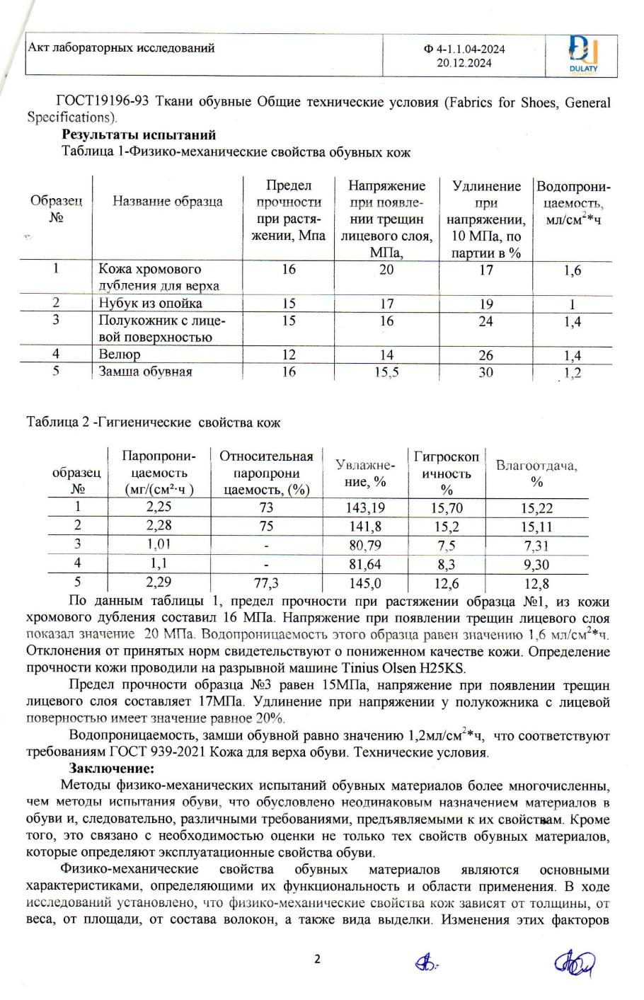 Акт лабораторных исследований
Ф 4-1.1.04-2024
20.12.2024
DULATY
UNIVERSITY
ГОСТ19196-93 Ткани обувные Общие технические условия (Fabrics for Shoes, General
Specifications).
Результаты испытаний
Таблица 1-Физико-механические свойства обувных кож
Образец № | Название образца | Предел прочности при растя-жении, Мпа | Напряжение при появле-нии трещин лицевого слоя, МПа, | Удлинение при напряжении, 10 МПа, по партии в % | Водопрони-цаемость, мл/см²*ч
1 | Кожа хромового дубления для верха | 16 | 20 | 17 | 1,6
2 | Нубук из опойка | 15 | 17 | 19 | 1
3 | Полукожник с лице-вой поверхностью | 15 | 16 | 24 | 1,4
4 | Велюр | 12 | 14 | 26 | 1,4
5 | Замша обувная | 16 | 15,5 | 30 | 1,2
Таблица 2 -Гигиенические свойства кож
образец № | Паропрони-цаемость (мг/(см²·ч ) | Относительная паропрони цаемость, (%) | Увлажне-ние, % | Гигроскоп ичность % | Влагоотдача, %
1 | 2,25 | 73 | 143,19 | 15,70 | 15,22
2 | 2,28 | 75 | 141,8 | 15,2 | 15,11
3 | 1,01 | - | 80,79 | 7,5 | 7,31
4 | 1,1 | - | 81,64 | 8,3 | 9,30
5 | 2,29 | 77,3 | 145,0 | 12,6 | 12,8
По данным таблицы 1, предел прочности при растяжении образца №1, из кожи
хромового дубления составил 16 МПа. Напряжение при появлении трещин лицевого слоя
показал значение 20 МПа. Водопроницаемость этого образца равен значению 1,6 мл/см²*ч.
Отклонения от принятых норм свидетельствуют о пониженном качестве кожи. Определение
прочности кожи проводили на разрывной машине Tinius Olsen H25KS.
Предел прочности образца №3 равен 15МПа, напряжение при появлении трещин
лицевого слоя составляет 17МПа. Удлинение при напряжении у полукожника с лицевой
поверностью имеет значение равное 20%.
Водопроницаемость, замши обувной равно значению 1,2мл/см²*ч, что соответствуют
требованиям ГОСТ 939-2021 Кожа для верха обуви. Технические условия.
Заключение:
Методы физико-механических испытаний обувных материалов более многочисленны,
чем методы испытания обуви, что обусловлено неодинаковым назначением материалов в
обуви и, следовательно, различными требованиями, предъявляемыми к их свойствам. Кроме
того, это связано с необходимостью оценки не только тех свойств обувных материалов,
которые определяют эксплуатационные свойства обуви.
Физико-механические свойства обувных материалов являются основными
характеристиками, определяющими их функциональность и области применения. В ходе
исследований установлено, что физико-механические свойства кож зависят от толщины, от
веса, от площади, от состава волокон, а также вида выделки. Изменения этих факторов
2